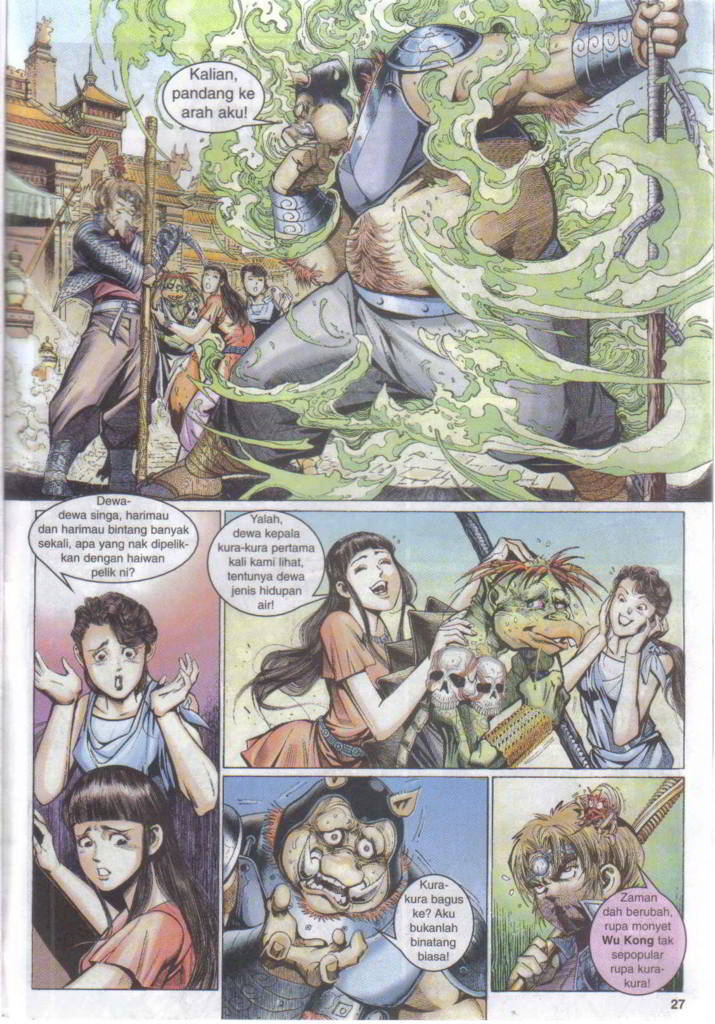 Kalian,
pandang ke
arah aku!
Dewa-
dewa singa, harimau
dan harimau bintang banyak
sekali, apa yang nak dipelik-
kan dengan haiwan
pelik ni?
Yalah,
dewa kepala
kura-kura pertama
kali kami lihat,
tentunya dewa
jenis hidupan
air!
Kura-
kura bagus
ke? Aku
bukanlah
binatang
biasa!
Zaman
dah berubah,
rupa monyet
Wu Kong tak
sepopular
rupa kura-
kura!
27